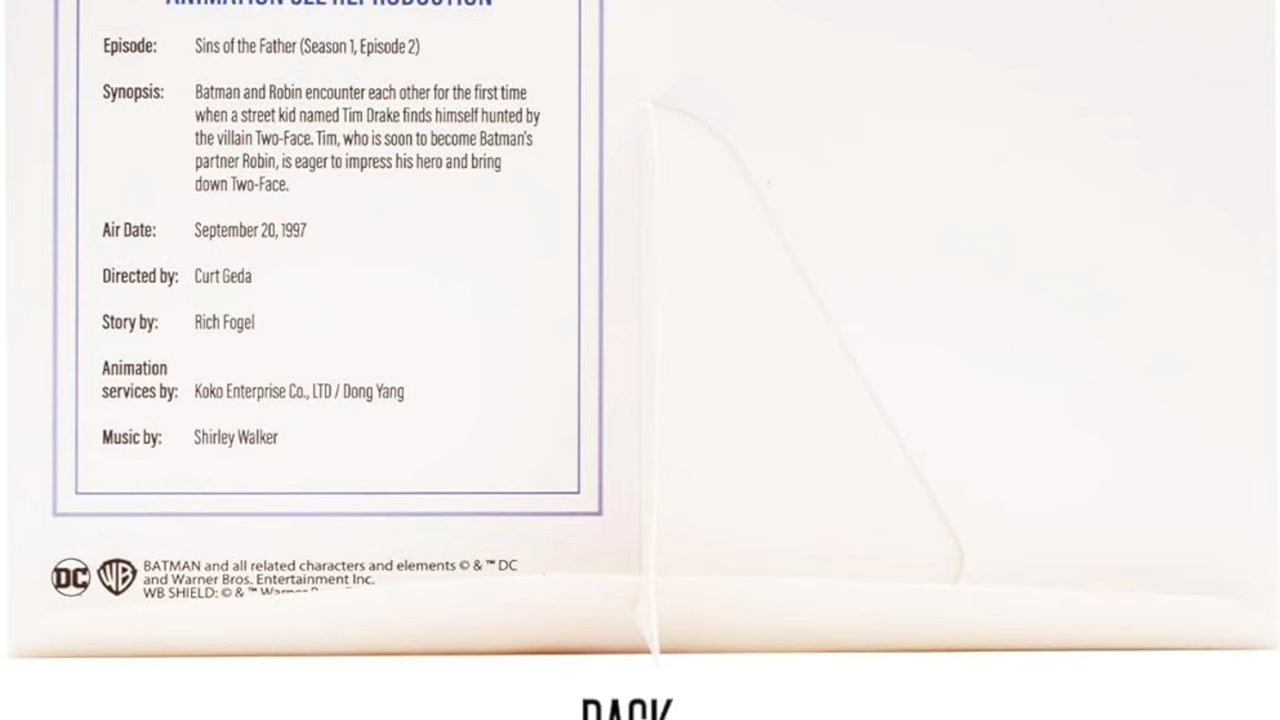 ANIMATION CEL REPRODUCTION
Episode: Sins of the Father (Season 1, Episode 2)
Synopsis: Batman and Robin encounter each other for the first time
when a street kid named Tim Drake finds himself hunted by
the villain Two-Face. Tim, who is soon to become Batman's
partner Robin, is eager to impress his hero and bring
down Two-Face.
Air Date: September 20, 1997
Directed by: Curt Geda
Story by: Rich Fogel
Animation
services by: Koko Enterprise Co., LTD / Dong Yang
Music by: Shirley Walker
DC WB BATMAN and all related characters and elements © & ™ DC
and Warner Bros. Entertainment Inc.
WB SHIELD: © & ™
BACK